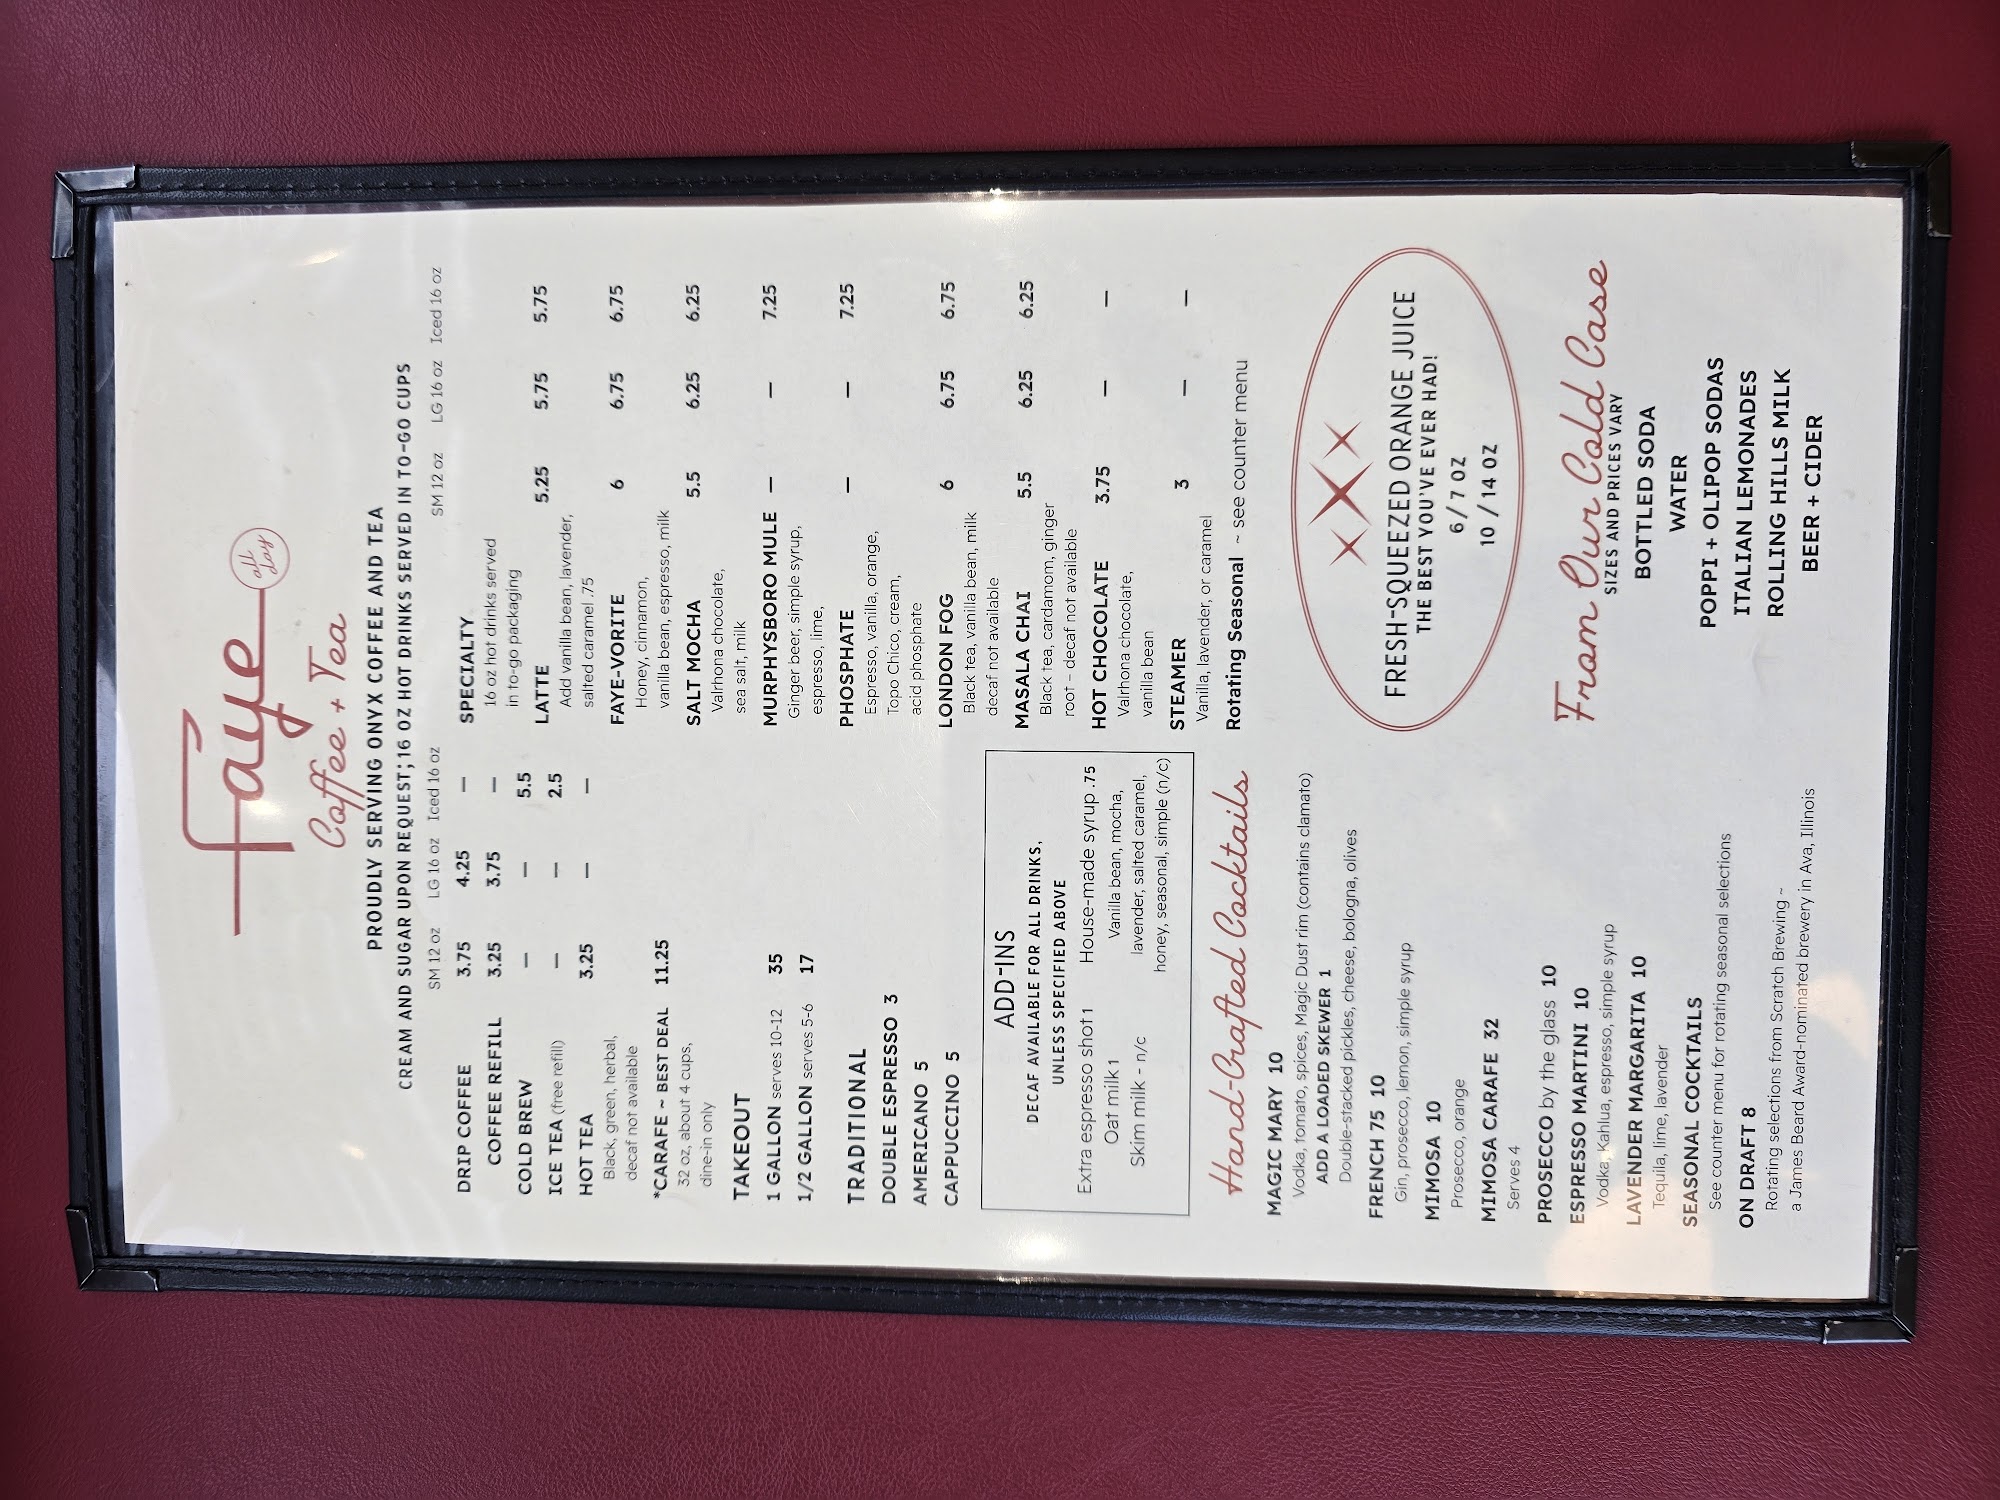 Faye
all day
Coffee + Tea
PROUDLY SERVING ONYX COFFEE AND TEA
CREAM AND SUGAR UPON REQUEST; 16 OZ HOT DRINKS SERVED IN TO-GO CUPS
SM 12 oz LG 16 oz Iced 16 oz
DRIP COFFEE 3.75 4.25 —
COFFEE REFILL 3.25 3.75 —
COLD BREW — — 5.5
ICE TEA (free refill) — — 2.5
HOT TEA 3.25 — —
Black, green, herbal,
decaf not available
*CARAFE ~ BEST DEAL 11.25
32 oz, about 4 cups,
dine-in only
TAKEOUT
1 GALLON serves 10-12 35
1/2 GALLON serves 5-6 17
TRADITIONAL
DOUBLE ESPRESSO 3
AMERICANO 5
CAPPUCCINO 5
ADD-INS
DECAF AVAILABLE FOR ALL DRINKS,
UNLESS SPECIFIED ABOVE
Extra espresso shot 1
Oat milk 1
Skim milk - n/c
House-made syrup .75
Vanilla bean, mocha,
lavender, salted caramel,
honey, seasonal, simple (n/c)
SM 12 oz LG 16 oz Iced 16 oz
SPECIALTY
16 oz hot drinks served
in to-go packaging
LATTE 5.25 5.75 5.75
Add vanilla bean, lavender,
salted caramel .75
FAYE-VORITE 6 6.75 6.75
Honey, cinnamon,
vanilla bean, espresso, milk
SALT MOCHA 5.5 6.25 6.25
Valrhona chocolate,
sea salt, milk
MURPHYSBORO MULE — — 7.25
Ginger beer, simple syrup,
espresso, lime,
PHOSPHATE — — 7.25
Espresso, vanilla, orange,
Topo Chico, cream,
acid phosphate
LONDON FOG 6 6.75 6.75
Black tea, vanilla bean, milk
decaf not available
MASALA CHAI 5.5 6.25 6.25
Black tea, cardamom, ginger
root – decaf not available
HOT CHOCOLATE 3.75 — —
Valrhona chocolate,
vanilla bean
STEAMER 3 — —
Vanilla, lavender, or caramel
Rotating Seasonal ~ see counter menu
Hand-Crafted Cocktails
MAGIC MARY 10
Vodka, tomato, spices, Magic Dust rim (contains clamato)
ADD A LOADED SKEWER 1
Double-stacked pickles, cheese, bologna, olives
FRENCH 75 10
Gin, prosecco, lemon, simple syrup
MIMOSA 10
Prosecco, orange
MIMOSA CARAFE 32
Serves 4
PROSECCO by the glass 10
ESPRESSO MARTINI 10
Vodka, Kahlua, espresso, simple syrup
LAVENDER MARGARITA 10
Tequila, lime, lavender
SEASONAL COCKTAILS
See counter menu for rotating seasonal selections
ON DRAFT 8
Rotating selections from Scratch Brewing ~
a James Beard Award-nominated brewery in Ava, Illinois
FRESH-SQUEEZED ORANGE JUICE
THE BEST YOU'VE EVER HAD!
6 / 7 OZ
10 / 14 OZ
From Our Cold Case
SIZES AND PRICES VARY
BOTTLED SODA
WATER
POPPI + OLIPOP SODAS
ITALIAN LEMONADES
ROLLING HILLS MILK
BEER + CIDER